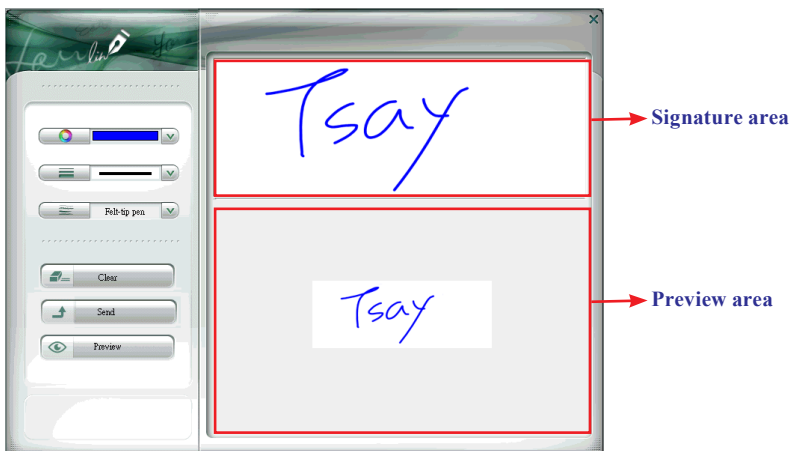 Tsay
Signature area
Felt-tip pen
Clear
Send
Preview
Tsay
Preview area